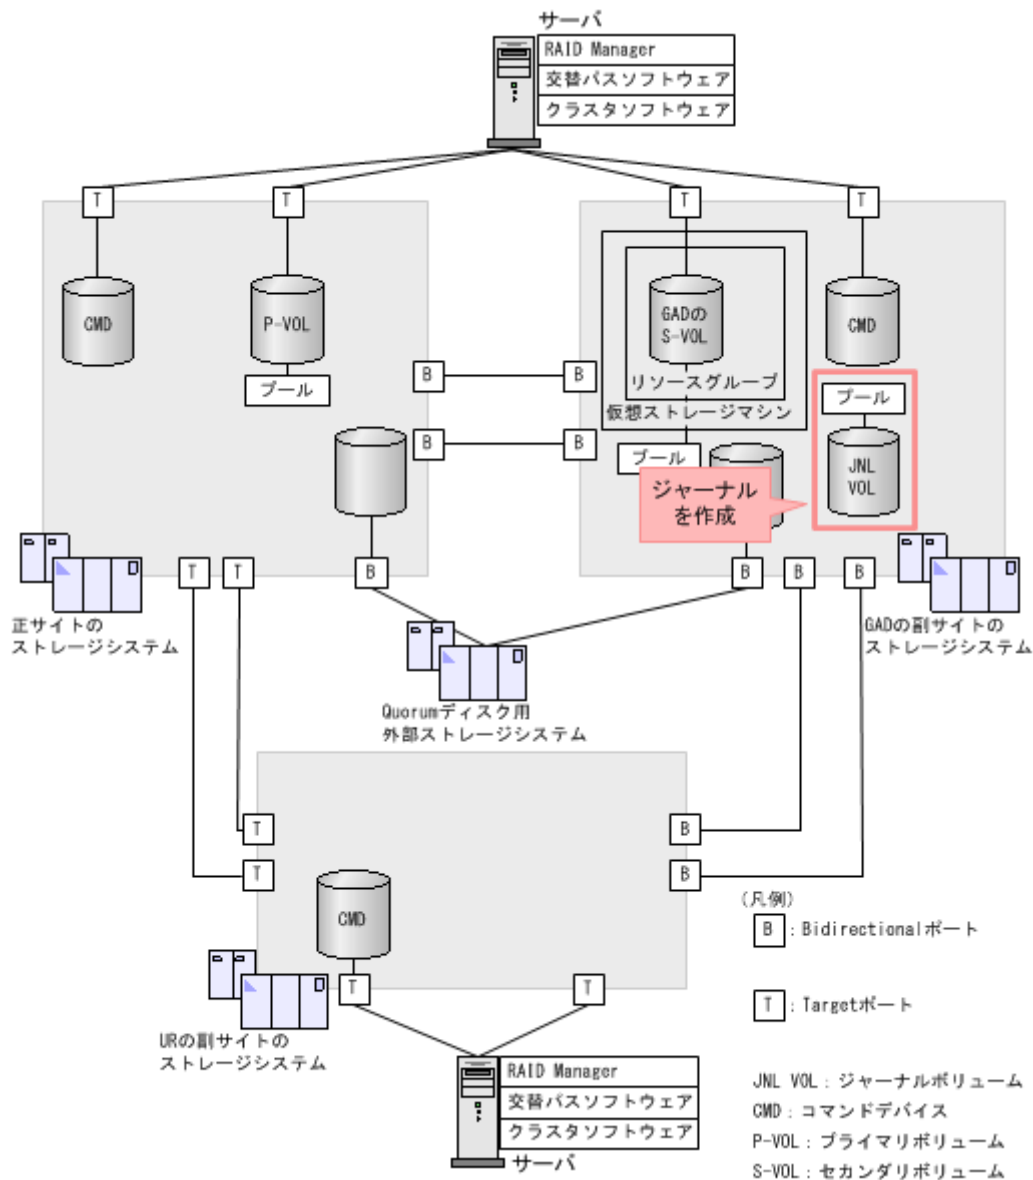 サーバ
RAID Manager
交替パスソフトウェア
クラスタソフトウェア
T
T
T
T
CMD
P-VOL
プール
GADの
S-VOL
リソースグループ
仮想ストレージマシン
プール
CMD
プール
JNL
VOL
ジャーナル
を作成
B
B
B
B
T
T
B
B
B
B
正サイトの
ストレージシステム
GADの副サイトの
ストレージシステム
Quorumディスク用
外部ストレージシステム
T
T
B
B
CMD
T
T
URの副サイトの
ストレージシステム
RAID Manager
交替パスソフトウェア
クラスタソフトウェア
サーバ
(凡例)
B : Bidirectionalポート
T : Targetポート
JNL VOL : ジャーナルボリューム
CMD : コマンドデバイス
P-VOL : プライマリボリューム
S-VOL : セカンダリボリューム